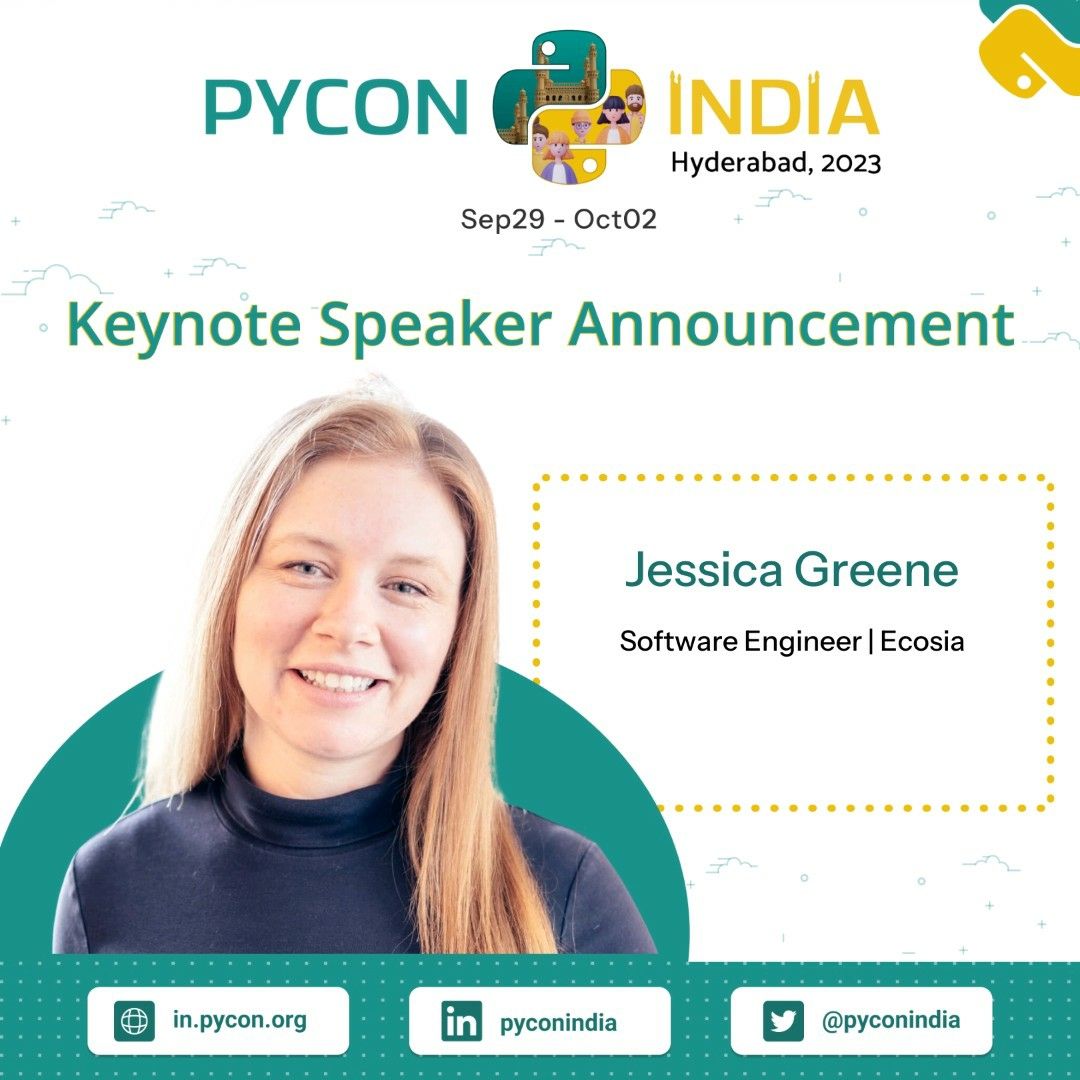 PYCON INDIA
Hyderabad, 2023
Sep29 - Oct02
Keynote Speaker Announcement
Jessica Greene
Software Engineer | Ecosia
in.pycon.org
in pyconindia
@pyconindia